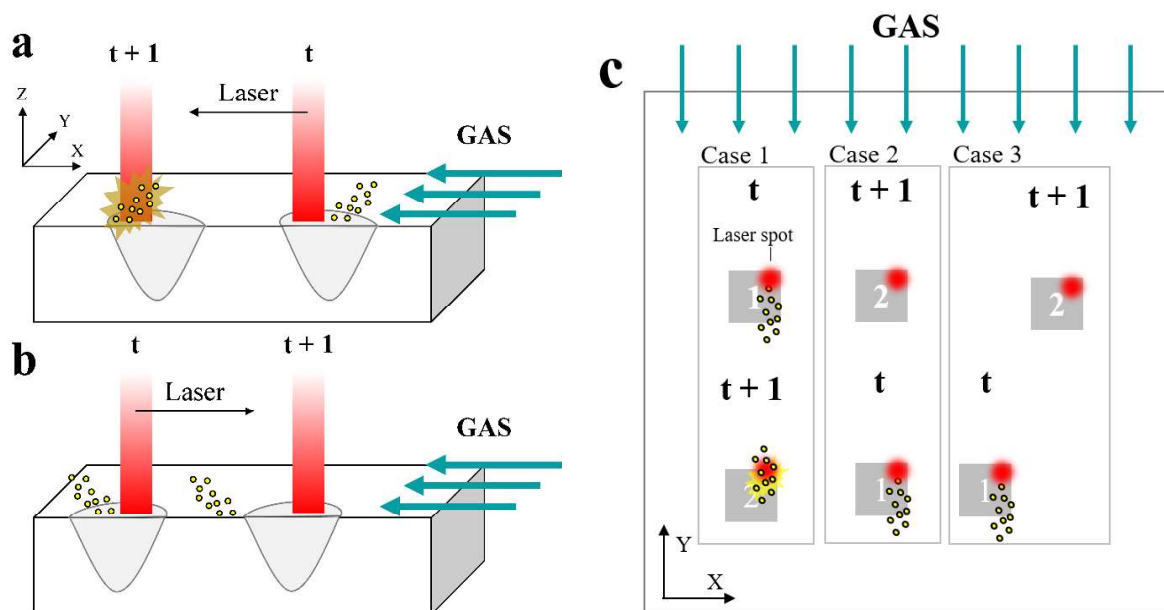 a
t + 1
t
Laser
GAS
Z
Y
X
b
t
t + 1
Laser
GAS
c
GAS
Case 1
Case 2
Case 3
t
t + 1
t + 1
Laser spot
1
2
2
t + 1
t
t
2
1
1
Y
X